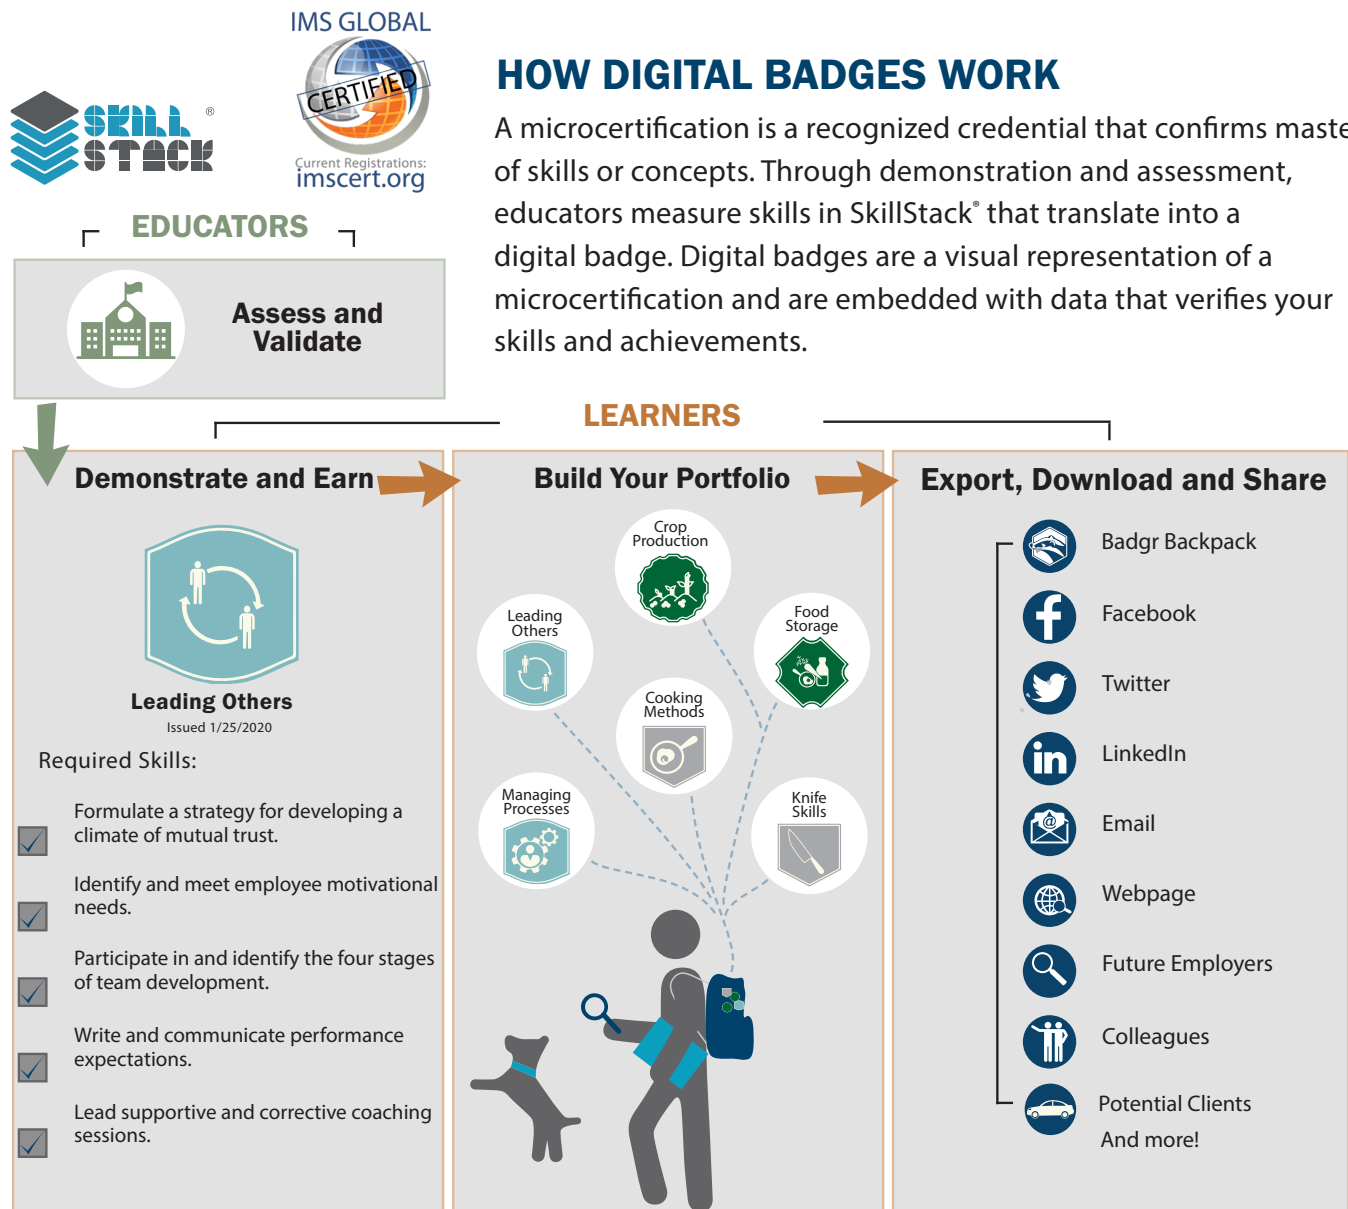 IMS GLOBAL
CERTIFIED
Current Registrations:
imscert.org
SKILL
STACK
®
HOW DIGITAL BADGES WORK
A microcertification is a recognized credential that confirms maste
of skills or concepts. Through demonstration and assessment,
educators measure skills in SkillStack® that translate into a
digital badge. Digital badges are a visual representation of a
microcertification and are embedded with data that verifies your
skills and achievements.
EDUCATORS
Assess and
Validate
LEARNERS
Demonstrate and Earn
Leading Others
Issued 1/25/2020
Required Skills:
Formulate a strategy for developing a
climate of mutual trust.
Identify and meet employee motivational
needs.
Participate in and identify the four stages
of team development.
Write and communicate performance
expectations.
Lead supportive and corrective coaching
sessions.
Build Your Portfolio
Crop
Production
Leading
Others
Food
Storage
Cooking
Methods
Managing
Processes
Knife
Skills
Export, Download and Share
Badgr Backpack
Facebook
Twitter
LinkedIn
Email
Webpage
Future Employers
Colleagues
Potential Clients
And more!